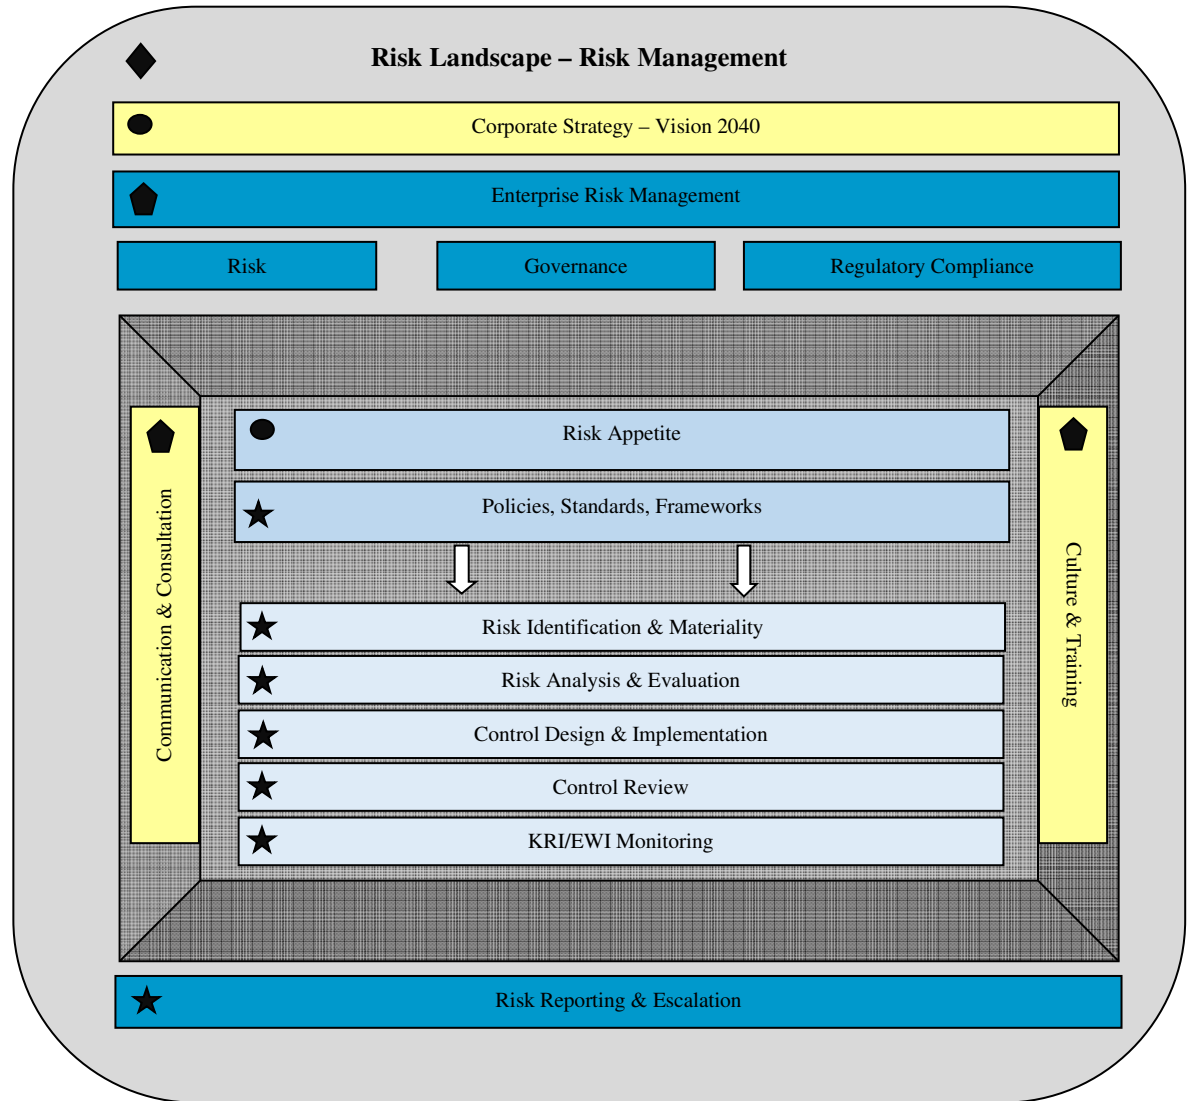 Risk Landscape – Risk Management
Corporate Strategy – Vision 2040
Enterprise Risk Management
Risk
Governance
Regulatory Compliance
Communication & Consultation
Risk Appetite
Policies, Standards, Frameworks
Risk Identification & Materiality
Risk Analysis & Evaluation
Control Design & Implementation
Control Review
KRI/EWI Monitoring
Culture & Training
Risk Reporting & Escalation